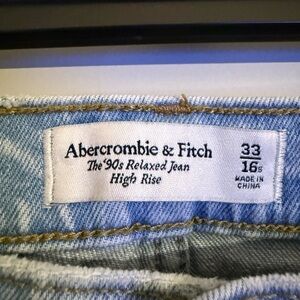 Abercrombie & Fitch
The '90s Relaxed Jean
High Rise
33
16s
MADE IN
CHINA